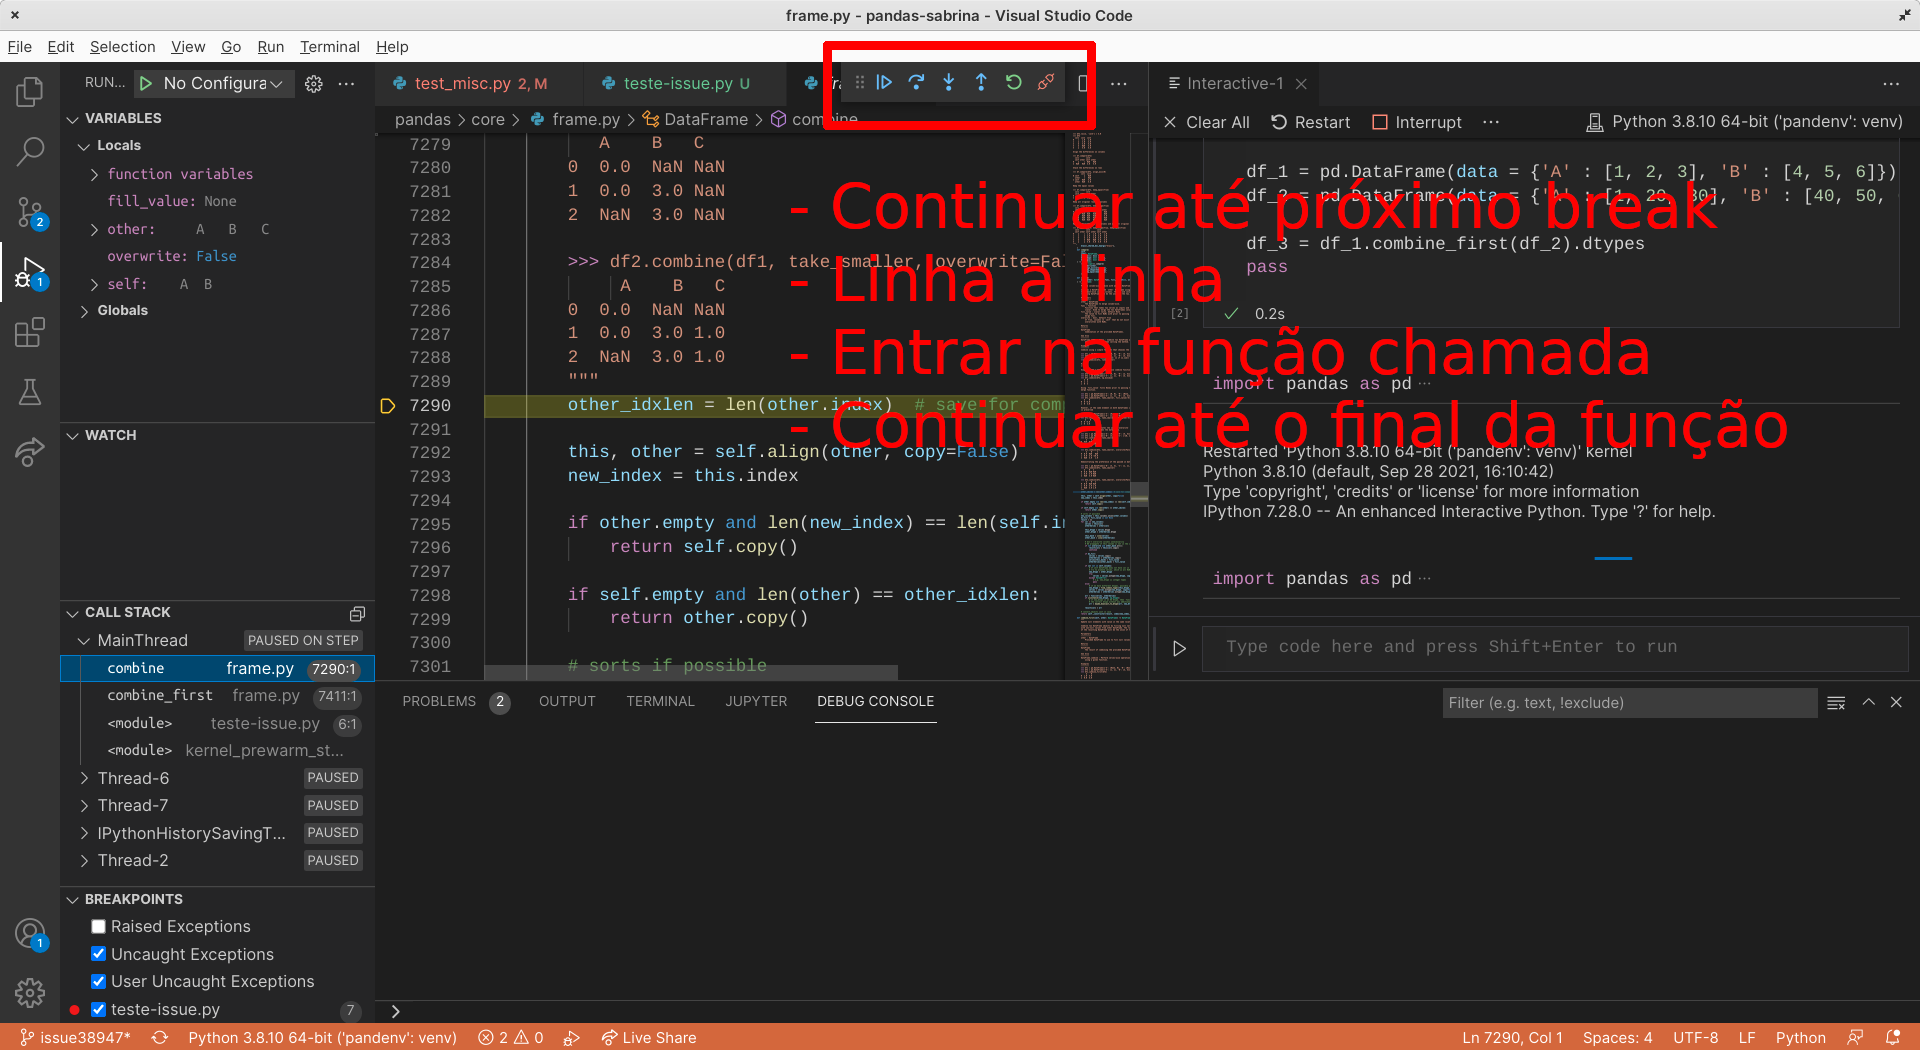 frame.py - pandas-sabrina - Visual Studio Code
File Edit Selection View Go Run Terminal Help
RUN... No Configura
test_misc.py 2, M
teste-issue.py U
Interactive-1
pandas > core > frame.py > DataFrame > combine
Clear All Restart Interrupt ··· Python 3.8.10 64-bit ('pandenv': venv)
VARIABLES
Locals
function variables
fill_value: None
other: A B C
overwrite: False
self: A B
Globals
WATCH
CALL STACK
MainThread PAUSED ON STEP
combine frame.py 7290:1
combine_first frame.py 7411:1
<module> teste-issue.py 6:1
<module> kernel_prewarm_st...
Thread-6 PAUSED
Thread-7 PAUSED
IPythonHistorySavingT... PAUSED
Thread-2 PAUSED
BREAKPOINTS
Raised Exceptions
Uncaught Exceptions
User Uncaught Exceptions
teste-issue.py 7
7279 A B C
7280 0 0.0 NaN NaN
7281 1 0.0 3.0 NaN
7282 2 NaN 3.0 NaN
7283
7284 >>> df2.combine(df1, take_smaller, overwrite=Fal
7285 A B C
7286 0 0.0 NaN NaN
7287 1 0.0 3.0 1.0
7288 2 NaN 3.0 1.0
7289 """
7290 other_idxlen = len(other.index) # save for com
7291
7292 this, other = self.align(other, copy=False)
7293 new_index = this.index
7294
7295 if other.empty and len(new_index) == len(self.in
7296 return self.copy()
7297
7298 if self.empty and len(other) == other_idxlen:
7299 return other.copy()
7300
7301 # sorts if possible
- Continuar até próximo break
- Linha a linha
- Entrar na função chamada
- Continuar até o final da função
df_1 = pd.DataFrame(data = {'A' : [1, 2, 3], 'B' : [4, 5, 6]})
df_2 = pd.DataFrame(data = {'A' : [1, 20, 30], 'B' : [40, 50,
df_3 = df_1.combine_first(df_2).dtypes
pass
[2] 0.2s
import pandas as pd ···
Restarted 'Python 3.8.10 64-bit ('pandenv': venv)' kernel
Python 3.8.10 (default, Sep 28 2021, 16:10:42)
Type 'copyright', 'credits' or 'license' for more information
IPython 7.28.0 -- An enhanced Interactive Python. Type '?' for help.
import pandas as pd ···
Type code here and press Shift+Enter to run
PROBLEMS 2 OUTPUT TERMINAL JUPYTER DEBUG CONSOLE
Filter (e.g. text, !exclude)
2
1
1
issue38947* Python 3.8.10 64-bit ('pandenv': venv) 2 0 Live Share
Ln 7290, Col 1 Spaces: 4 UTF-8 LF Python